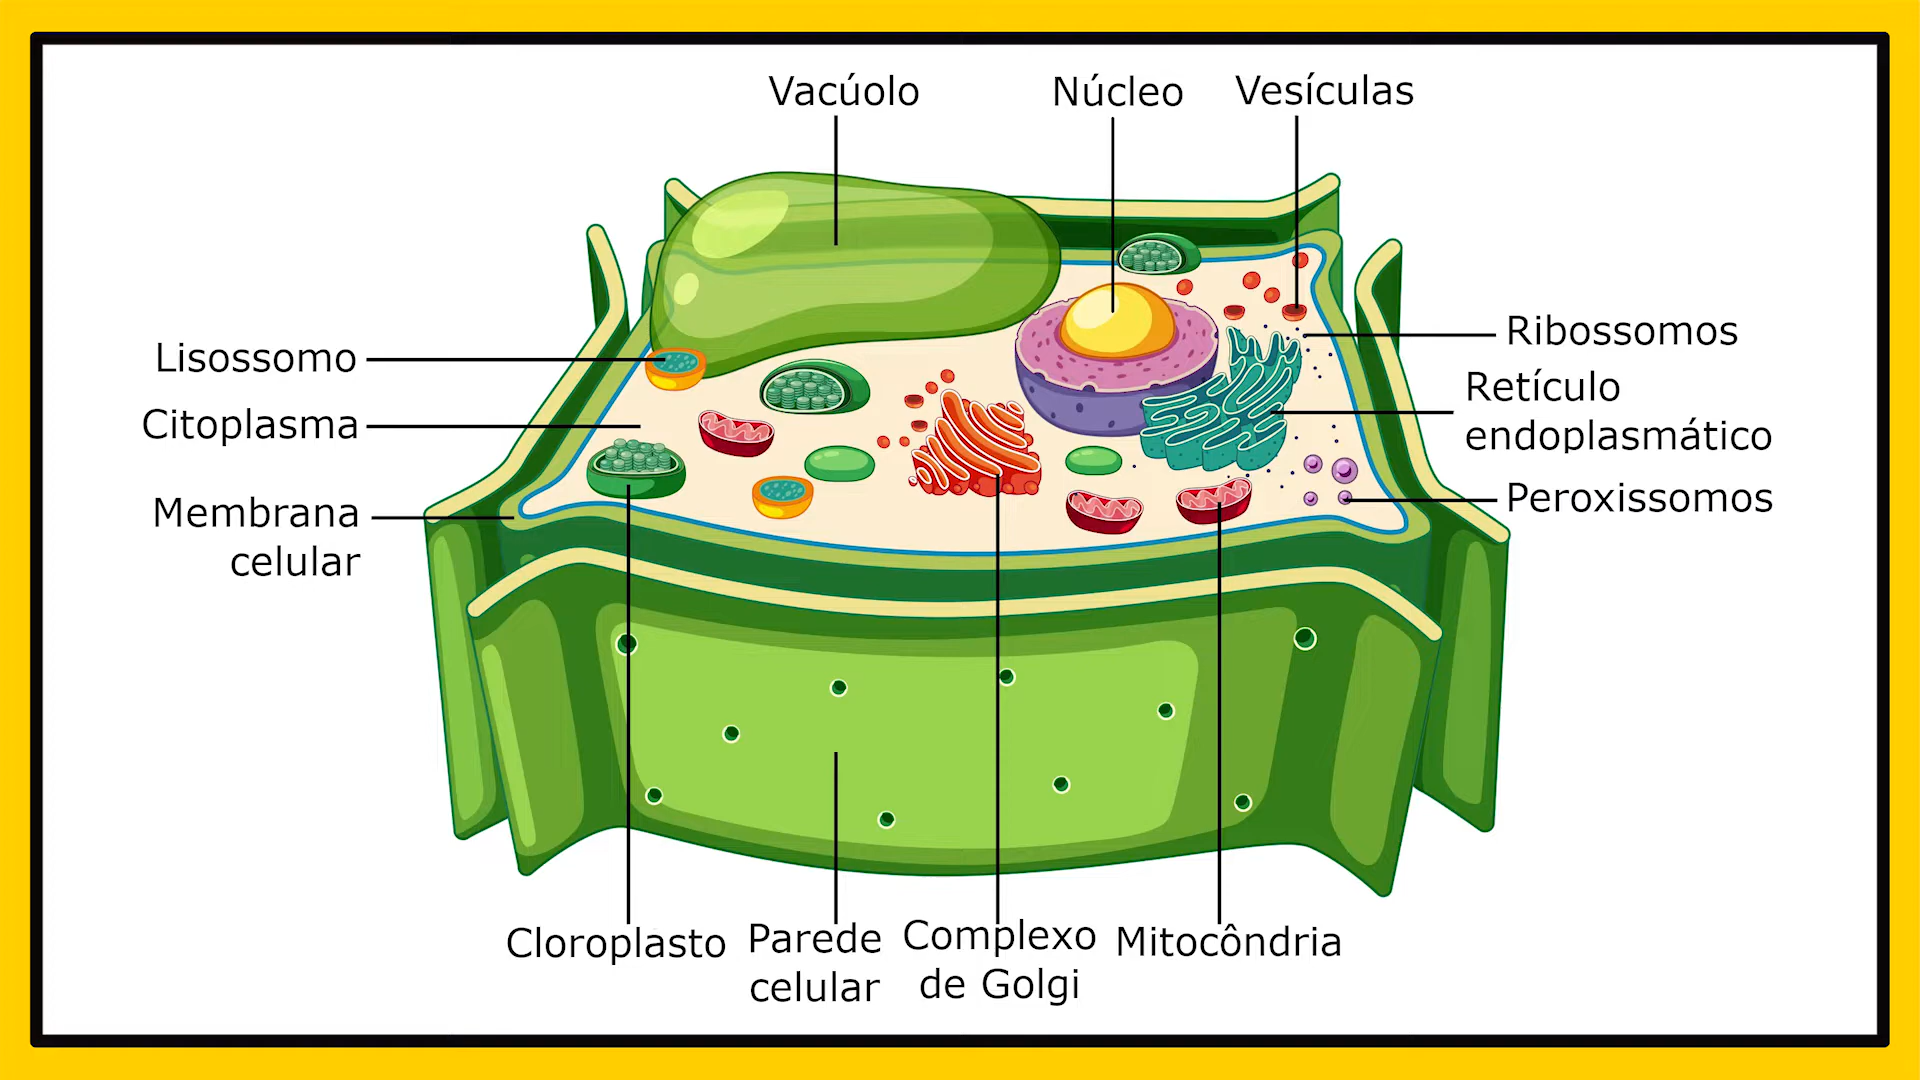 Vacúolo
Núcleo
Vesículas
Lisossomo
Citoplasma
Membrana
celular
Ribossomos
Retículo
endoplasmático
Peroxissomos
Cloroplasto
Parede
celular
Complexo
de Golgi
Mitocôndria